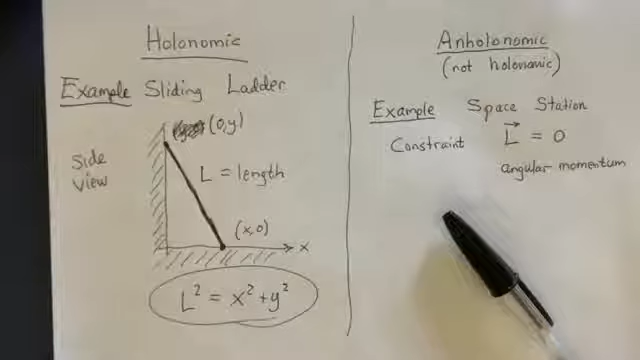 Holonomic
Example Sliding Ladder
(0,y)
Side
view
L = length
(x,0)
x
L² = x² + y²
Anholonomic
(not holonomic)
Example Space Station
Constraint L⃗ = 0
angular momentum